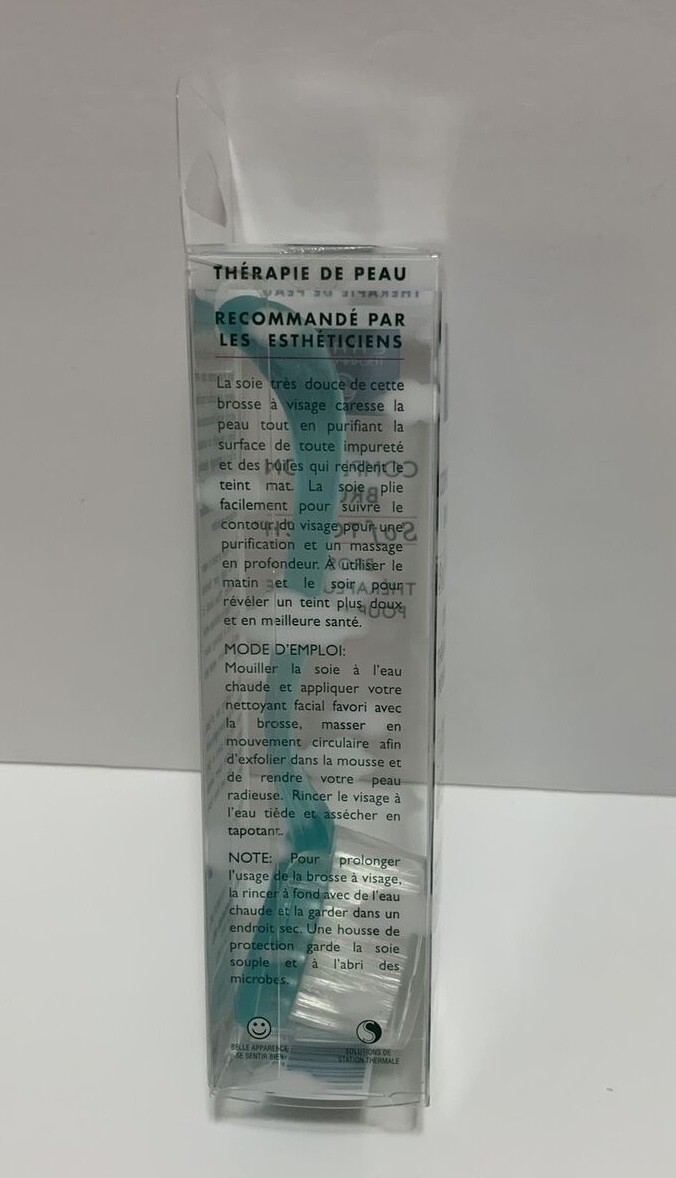 THÉRAPIE DE PEAU
RECOMMANDÉ PAR
LES ESTHÉTICIENS
La soie très douce de cette
brosse à visage caresse la
peau tout en purifiant la
surface de toute impureté
et des huiles qui rendent le
teint mat. La soie plie
facilement pour suivre le
contour du visage pour une
purification et un massage
en profondeur. À utiliser le
matin et le soir pour
révéler un teint plus doux
et en meilleure santé.
MODE D'EMPLOI:
Mouiller la soie à l'eau
chaude et appliquer votre
nettoyant facial favori avec
la brosse, masser en
mouvement circulaire afin
d'exfolier dans la mousse et
de rendre votre peau
radieuse. Rincer le visage à
l'eau tiède et assécher en
tapotant.
NOTE: Pour prolonger
l'usage de la brosse à visage,
la rincer à fond avec de l'eau
chaude et la garder dans un
endroit sec. Une housse de
protection garde la soie
souple et à l'abri des
microbes.
BELLE APPARENCE
SE SENTIR BIEN
SOLUTIONS DE
STATION THERMALE